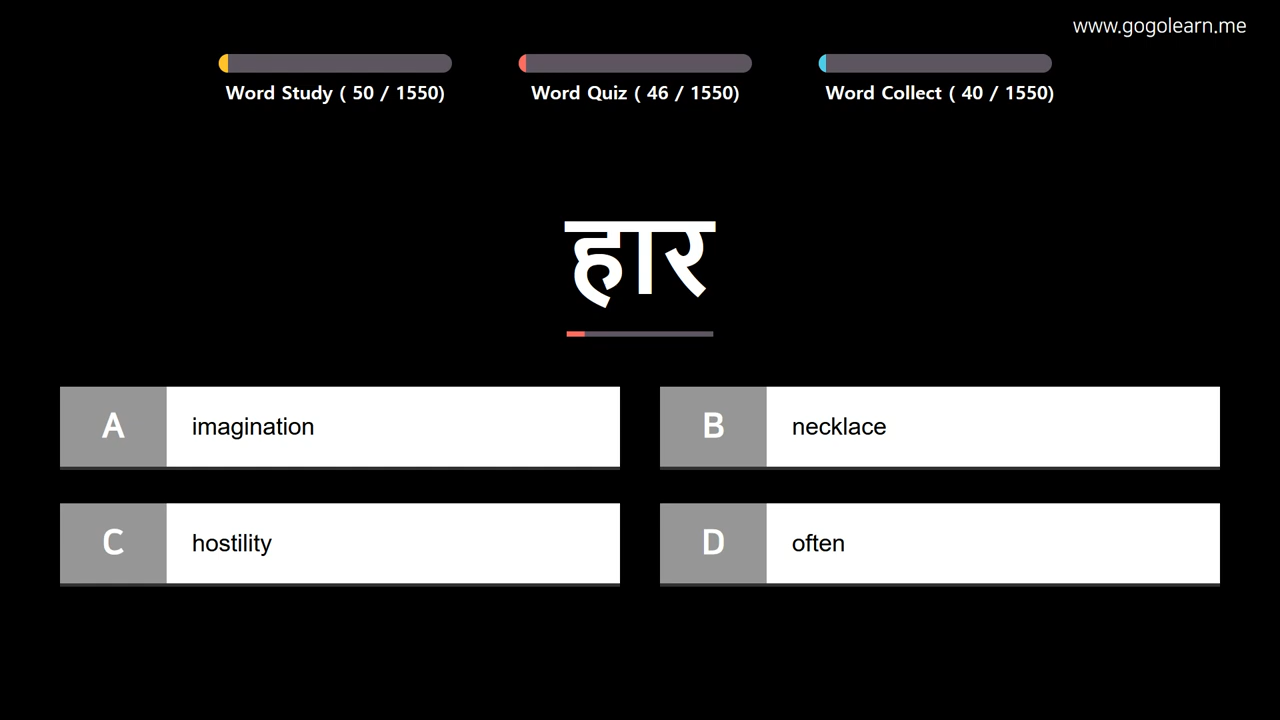 www.gogolearn.me
Word Study ( 50 / 1550)
Word Quiz ( 46 / 1550)
Word Collect ( 40 / 1550)
हार
A imagination
B necklace
C hostility
D often